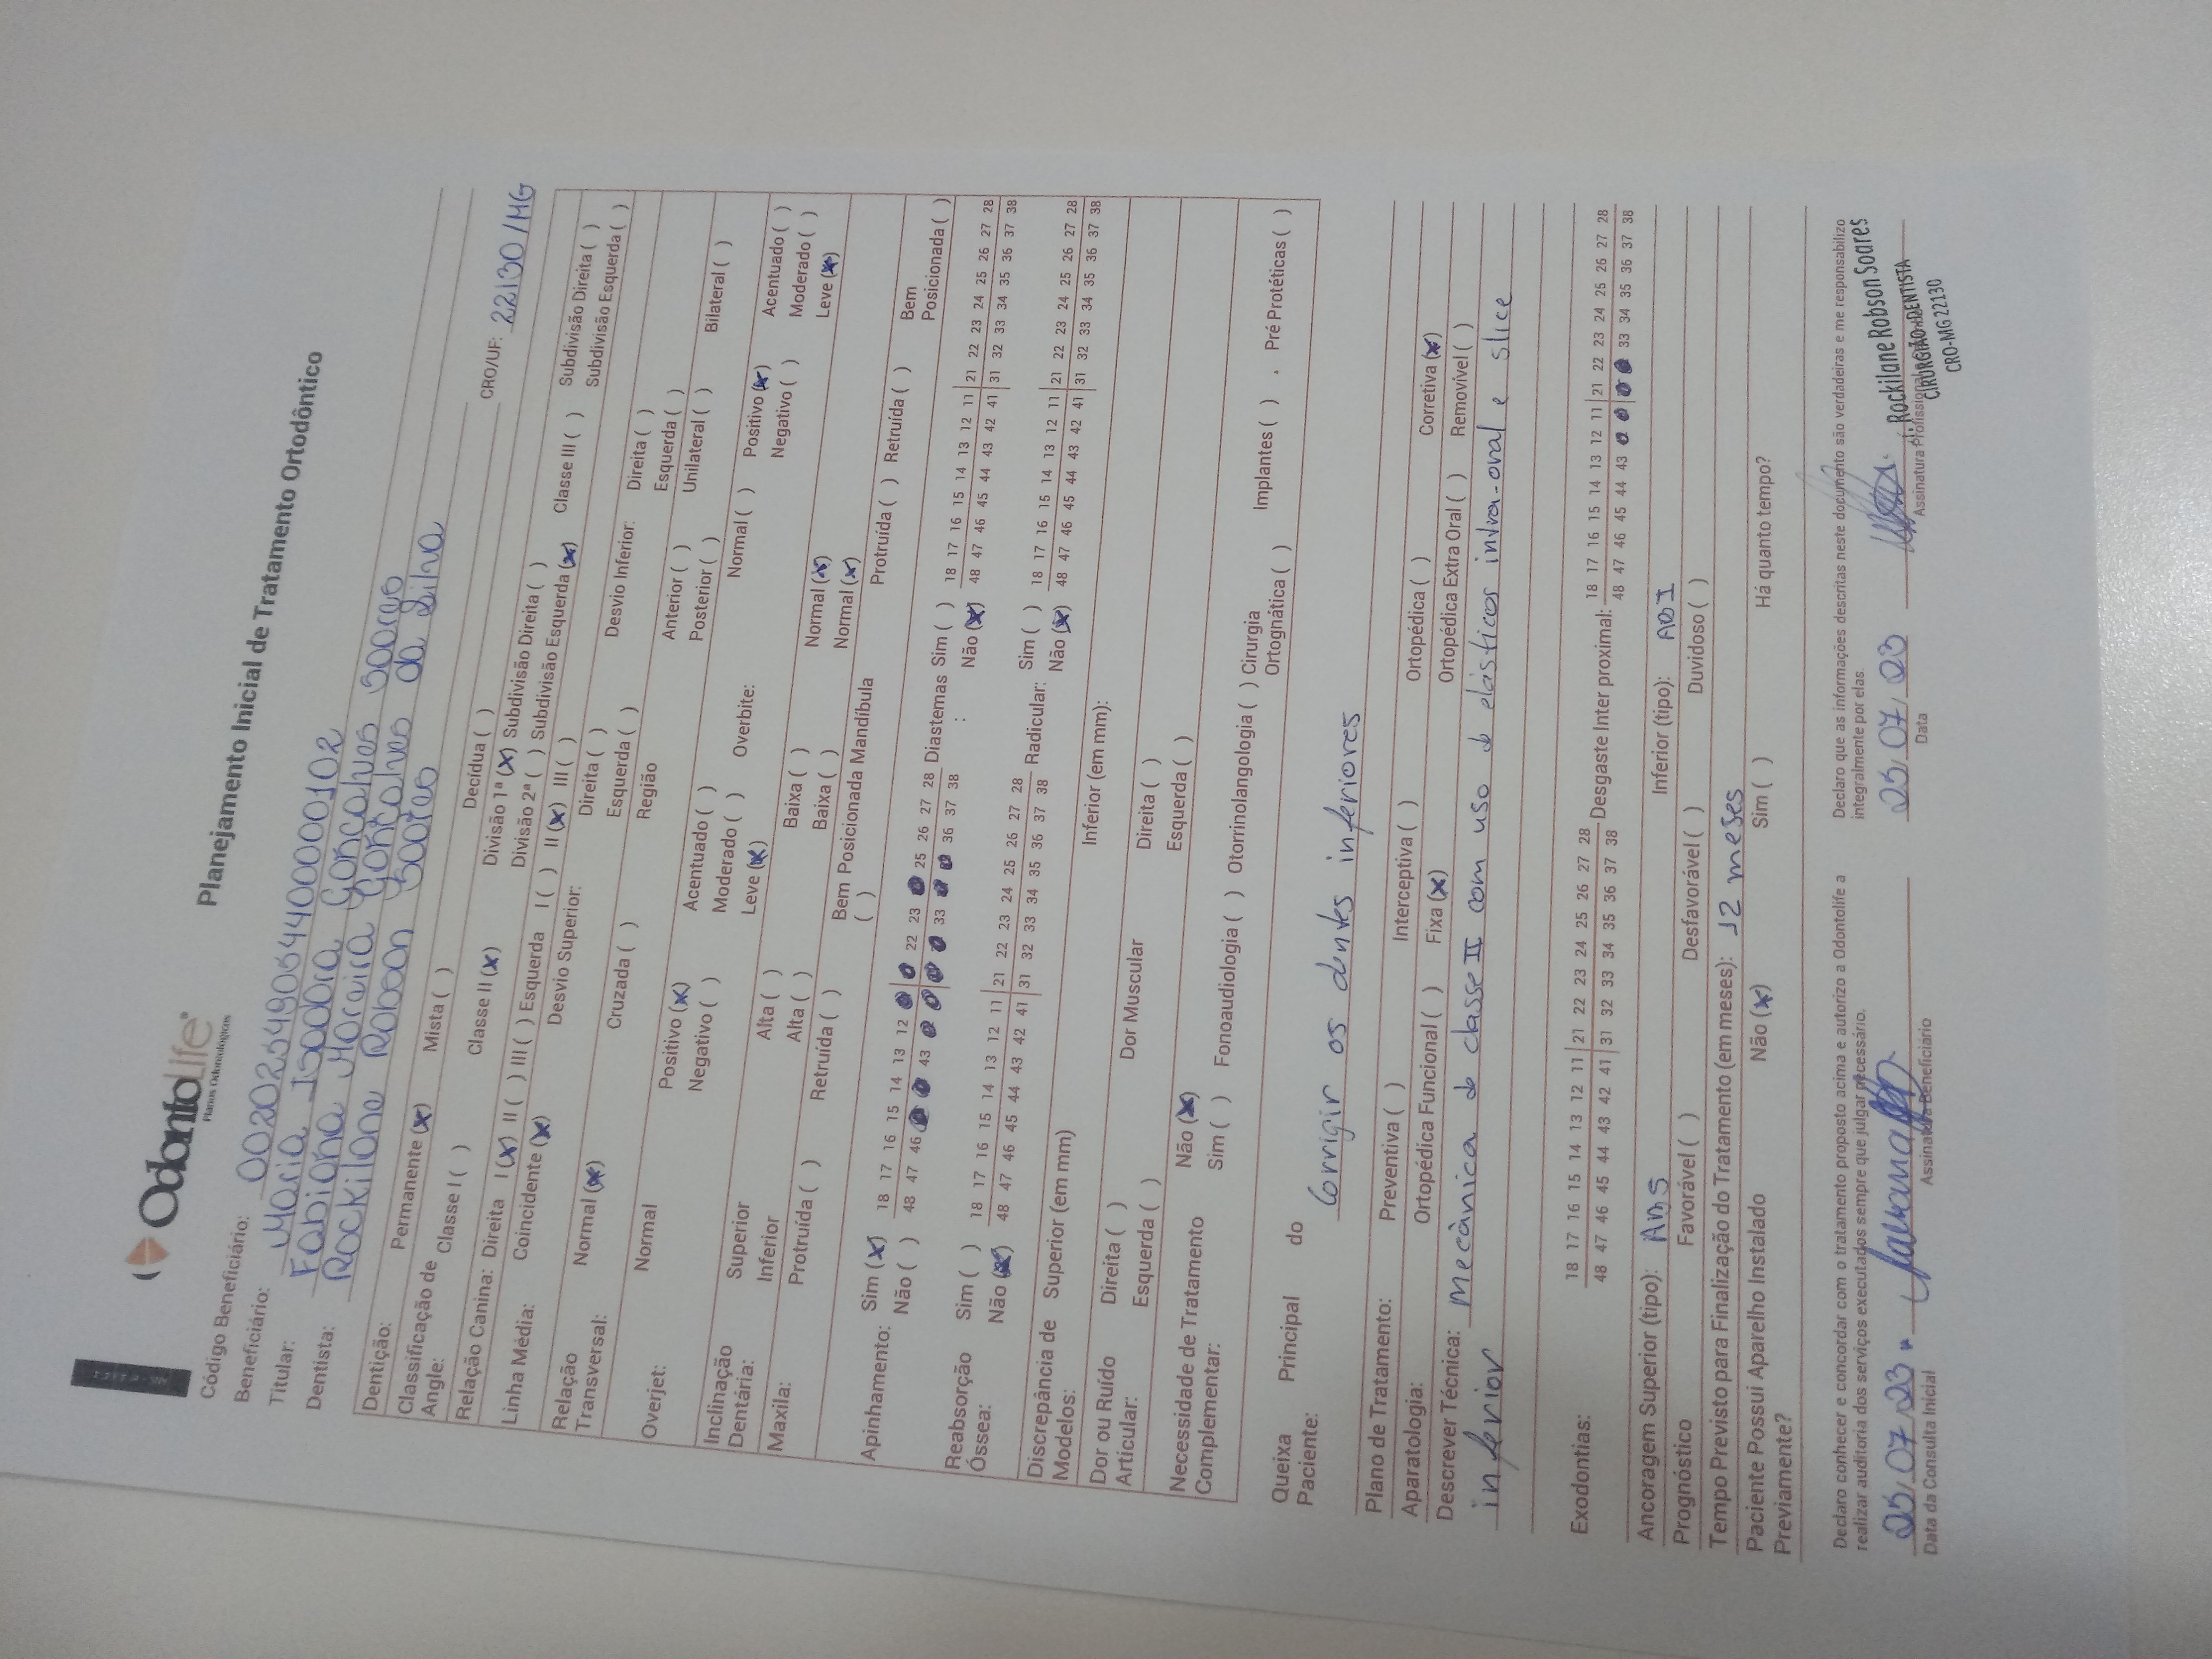 OdontoLife®
Planos Odontológicos
Planejamento Inicial de Tratamento Ortodôntico
Código Beneficiário: 00202549054400000102
Beneficiário: Maria Isadora Gonçalves Soares
Titular: Fabiana Moraira Gonçalves da Silva
Dentista: Rockilane Robson Soares CRO/UF: 22130/MG
Dentição: Permanente (x) Mista ( ) Decídua ( )
Classificação de Angle: Classe I ( ) Classe II (x) Divisão 1ª (x) Subdivisão Direita ( ) Classe III ( ) Subdivisão Direita ( )
Divisão 2ª ( ) Subdivisão Esquerda (x) Subdivisão Esquerda ( )
Relação Canina: Direita I (x) II ( ) III ( ) Esquerda I ( ) II (x) III ( )
Linha Média: Coincidente (x) Desvio Superior: Direita ( ) Desvio Inferior: Direita ( )
Esquerda ( ) Esquerda ( )
Relação Transversal: Normal (x) Cruzada ( ) Região Anterior ( ) Unilateral ( ) Bilateral ( )
Posterior ( )
Overjet: Normal Positivo (x) Acentuado ( ) Overbite: Normal ( ) Positivo (x) Acentuado ( )
Negativo ( ) Moderado ( ) Negativo ( ) Moderado ( )
Leve (x) Leve (x)
Inclinação Dentária: Superior Alta ( ) Baixa ( ) Normal (x)
Inferior Alta ( ) Baixa ( ) Normal (x)
Maxila: Protruída ( ) Retruída ( ) Bem Posicionada ( ) Mandíbula Protruída ( ) Retruída ( ) Bem Posicionada ( )
Apinhamento: Sim (x) 18 17 16 15 14 13 12 22 23 25 26 27 28 Diastemas: Sim ( ) 18 17 16 15 14 13 12 11 21 22 23 24 25 26 27 28
Não ( ) 48 47 46 43 33 36 37 38 Não (x) 48 47 46 45 44 43 42 41 31 32 33 34 35 36 37 38
Reabsorção Óssea: Sim ( ) 18 17 16 15 14 13 12 11 21 22 23 24 25 26 27 28 Radicular: Sim ( ) 18 17 16 15 14 13 12 11 21 22 23 24 25 26 27 28
Não (x) 48 47 46 45 44 43 42 41 31 32 33 34 35 36 37 38 Não (x) 48 47 46 45 44 43 42 41 31 32 33 34 35 36 37 38
Discrepância de Modelos: Superior (em mm) Inferior (em mm):
Dor ou Ruído Articular: Direita ( ) Dor Muscular Direita ( )
Esquerda ( ) Esquerda ( )
Necessidade de Tratamento Complementar: Não (x)
Sim ( ) Fonoaudiologia ( ) Otorrinolangologia ( ) Cirurgia Ortognática ( ) Implantes ( ) . Pré Protéticas ( )
Queixa Principal do Paciente: Corrigir os dentes inferiores
Plano de Tratamento: Preventiva ( ) Interceptiva ( ) Ortopédica ( ) Corretiva (x)
Aparatologia: Ortopédica Funcional ( ) Fixa (x) Ortopédica Extra Oral ( ) Removível ( )
Descrever Técnica: mecânica de classe II com uso de elásticos intra-oral e slice
inferior
Exodontias: 18 17 16 15 14 13 12 11 21 22 23 24 25 26 27 28 Desgaste Inter proximal: 18 17 16 15 14 13 12 11 21 22 23 24 25 26 27 28
48 47 46 45 44 43 42 41 31 32 33 34 35 36 37 38 48 47 46 45 44 43 33 34 35 36 37 38
Ancoragem Superior (tipo): ADS Inferior (tipo): ADI
Prognóstico Favorável ( ) Desfavorável ( ) Duvidoso ( )
Tempo Previsto para Finalização do Tratamento (em meses): 12 meses
Paciente Possui Aparelho Instalado Previamente? Não (x) Sim ( ) Há quanto tempo?
Declaro conhecer e concordar com o tratamento proposto acima e autorizo a Odontolife a
realizar auditoria dos serviços executados sempre que julgar necessário.
Declaro que as informações descritas neste documento são verdadeiras e me responsabilizo
integralmente por elas.
25,07,23
Data da Consulta Inicial
Assinatura Beneficiário
25,07,23
Data
Assinatura Profissional
Rockilane Robson Soares
CIRURGIÃO-DENTISTA
CRO-MG 22130